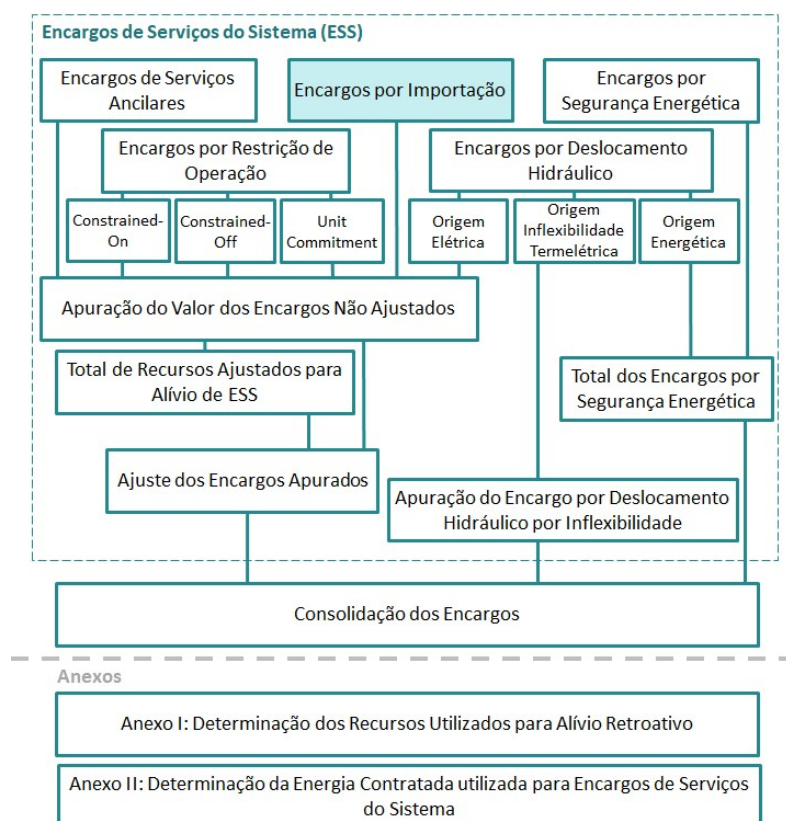 Encargos de Serviços do Sistema (ESS)
Encargos de Serviços
Ancilares
Encargos por Importação
Encargos por
Segurança Energética
Encargos por Restrição de
Operação
Encargos por Deslocamento
Hidráulico
Constrained-
On
Constrained-
Off
Unit
Commitment
Origem
Elétrica
Origem
Inflexibilidade
Termelétrica
Origem
Energética
Apuração do Valor dos Encargos Não Ajustados
Total de Recursos Ajustados para
Alívio de ESS
Total dos Encargos por
Segurança Energética
Ajuste dos Encargos Apurados
Apuração do Encargo por Deslocamento
Hidráulico por Inflexibilidade
Consolidação dos Encargos
Anexos
Anexo I: Determinação dos Recursos Utilizados para Alívio Retroativo
Anexo II: Determinação da Energia Contratada utilizada para Encargos de Serviços
do Sistema